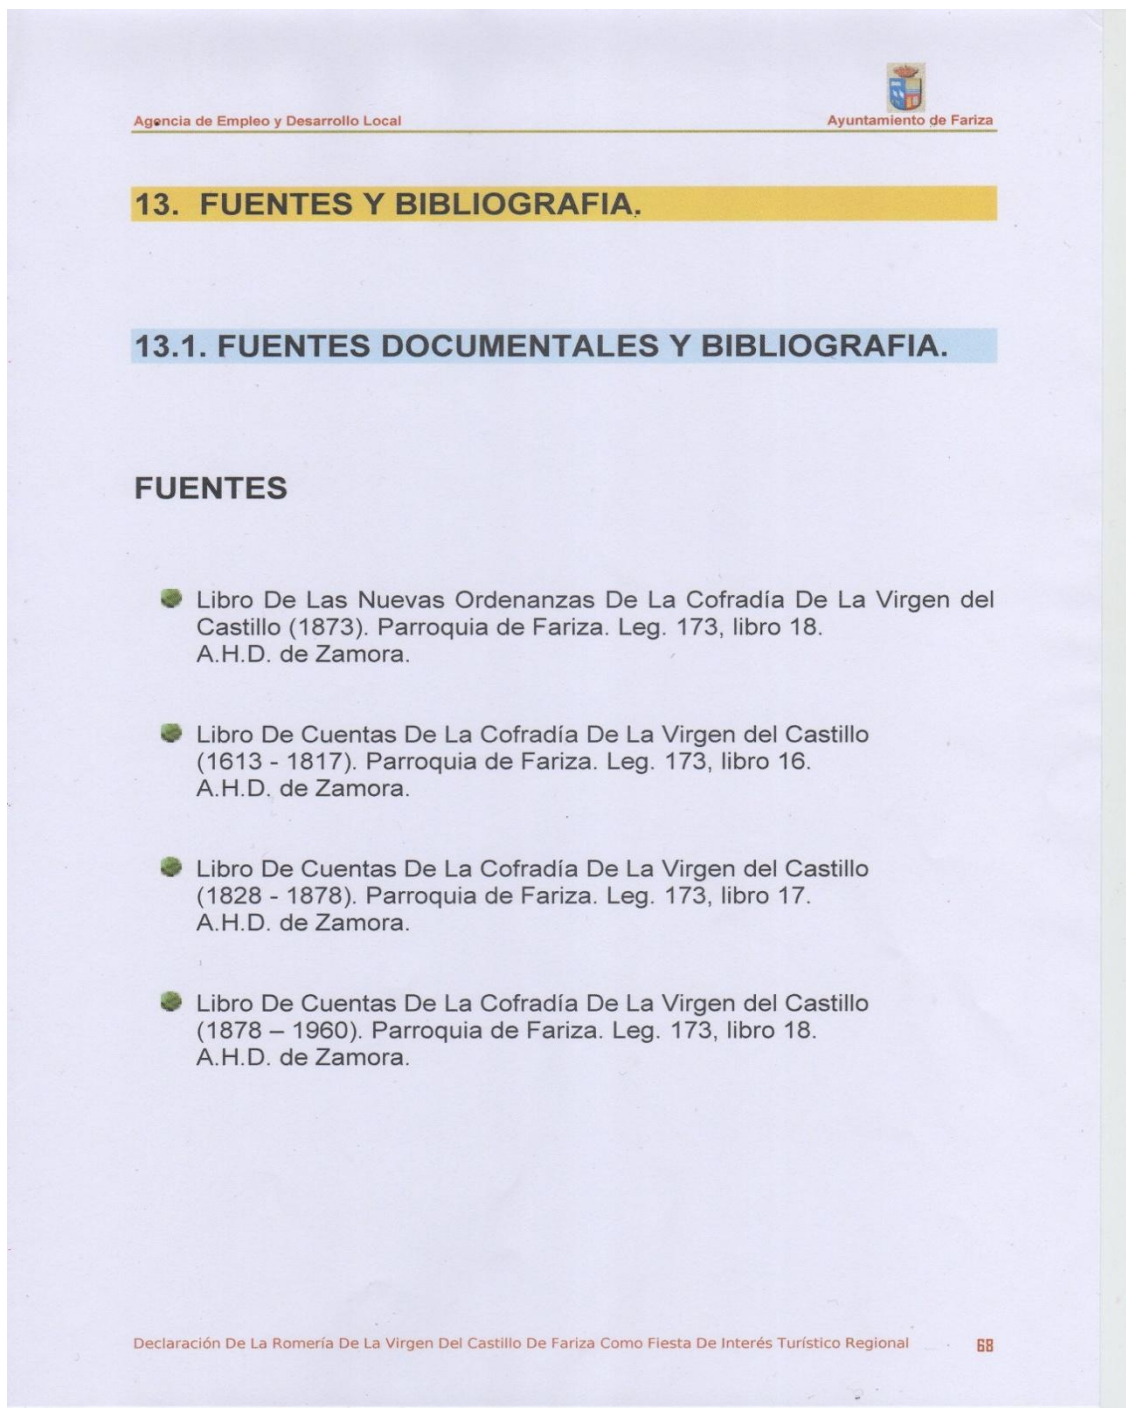 Agencia de Empleo y Desarrollo Local
Ayuntamiento de Fariza
13. FUENTES Y BIBLIOGRAFIA.
13.1. FUENTES DOCUMENTALES Y BIBLIOGRAFIA.
FUENTES
Libro De Las Nuevas Ordenanzas De La Cofradía De La Virgen del
Castillo (1873). Parroquia de Fariza. Leg. 173, libro 18.
A.H.D. de Zamora.
Libro De Cuentas De La Cofradía De La Virgen del Castillo
(1613 - 1817). Parroquia de Fariza. Leg. 173, libro 16.
A.H.D. de Zamora.
Libro De Cuentas De La Cofradía De La Virgen del Castillo
(1828 - 1878). Parroquia de Fariza. Leg. 173, libro 17.
A.H.D. de Zamora.
Libro De Cuentas De La Cofradía De La Virgen del Castillo
(1878 – 1960). Parroquia de Fariza. Leg. 173, libro 18.
A.H.D. de Zamora.
Declaración De La Romería De La Virgen Del Castillo De Fariza Como Fiesta De Interés Turístico Regional 68